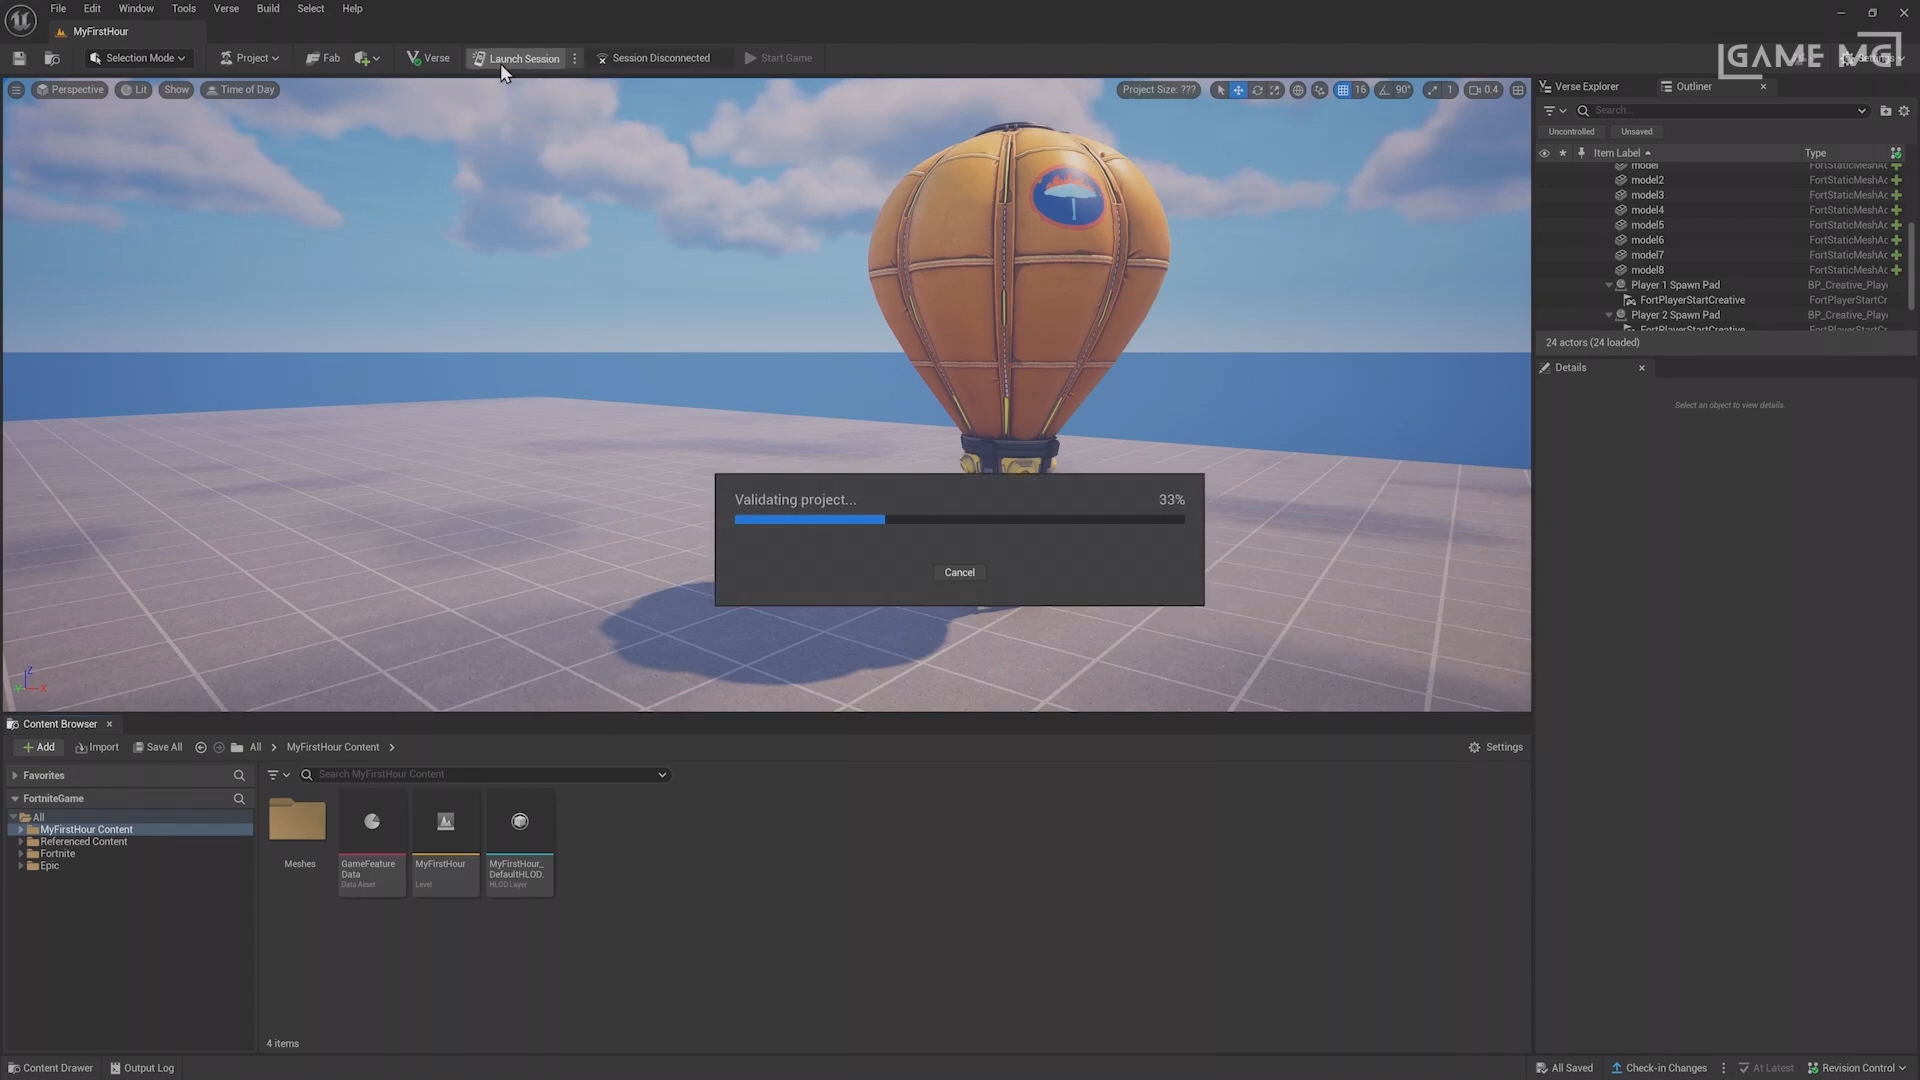 File Edit Window Tools Verse Build Select Help
MyFirstHour
Selection Mode Project Fab Verse Launch Session Session Disconnected Start Game
GAME MG
Perspective Lit Show Time of Day Project Size: ??? 16 90° 1 0.4
Verse Explorer Outliner
Search...
Uncontrolled Unsaved
Item Label Type
model FortStaticMeshAc
model2 FortStaticMeshAc
model3 FortStaticMeshAc
model4 FortStaticMeshAc
model5 FortStaticMeshAc
model6 FortStaticMeshAc
model7 FortStaticMeshAc
model8 FortStaticMeshAc
Player 1 Spawn Pad BP_Creative_Playe
FortPlayerStartCreative FortPlayerStartCr
Player 2 Spawn Pad BP_Creative_Playe
FortPlayerStartCreative FortPlayerStartCr
24 actors (24 loaded)
Details
Select an object to view details.
Validating project... 33%
Cancel
Z
Y X
Content Browser
Add Import Save All All MyFirstHour Content Settings
Favorites
Search MyFirstHour Content
FortniteGame
All
MyFirstHour Content
Referenced Content
Fortnite
Epic
Meshes
GameFeature
Data
Data Asset
MyFirstHour
Level
MyFirstHour_
DefaultHLOD.
HLOD Layer
4 items
Content Drawer Output Log All Saved Check-in Changes At Latest Revision Control